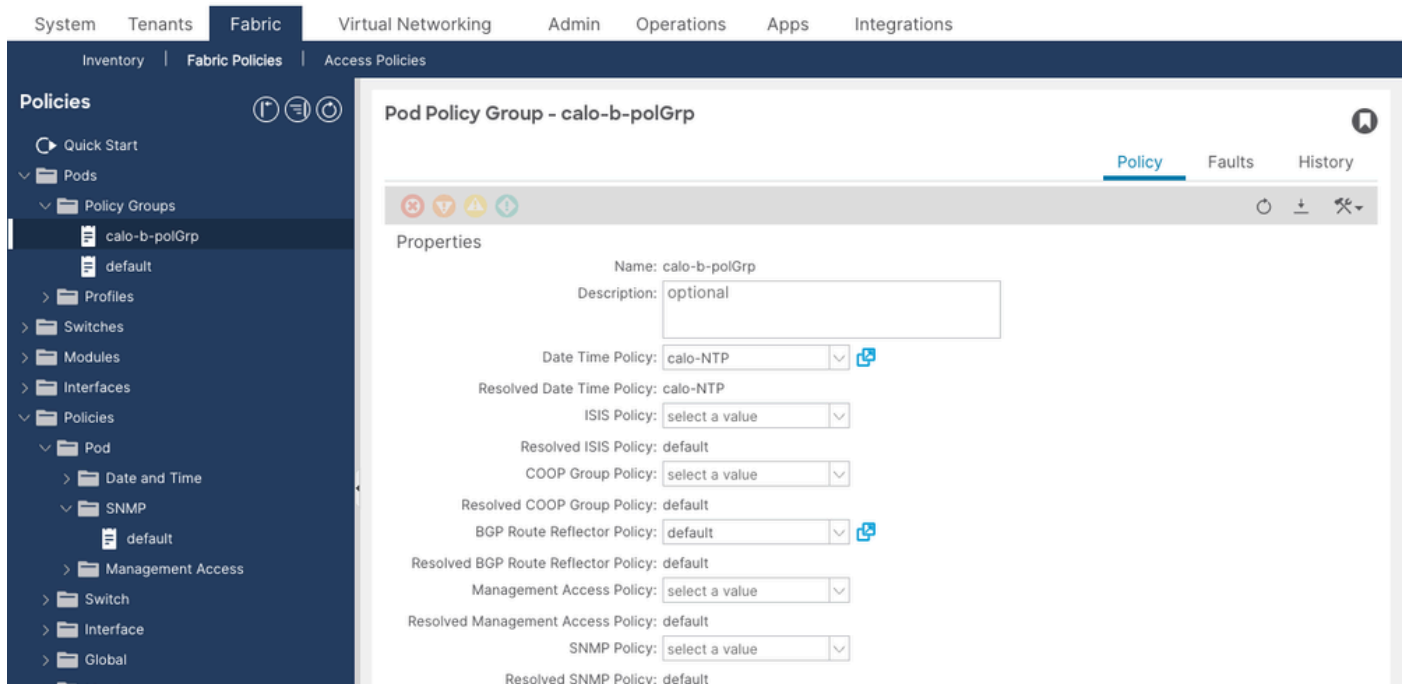 System Tenants Fabric Virtual Networking Admin Operations Apps Integrations
Inventory | Fabric Policies | Access Policies
Policies
Quick Start
Pods
Policy Groups
calo-b-polGrp
default
Profiles
Switches
Modules
Interfaces
Policies
Pod
Date and Time
SNMP
default
Management Access
Switch
Interface
Global
Pod Policy Group - calo-b-polGrp
Policy Faults History
Properties
Name: calo-b-polGrp
Description: optional
Date Time Policy: calo-NTP
Resolved Date Time Policy: calo-NTP
ISIS Policy: select a value
Resolved ISIS Policy: default
COOP Group Policy: select a value
Resolved COOP Group Policy: default
BGP Route Reflector Policy: default
Resolved BGP Route Reflector Policy: default
Management Access Policy: select a value
Resolved Management Access Policy: default
SNMP Policy: select a value
Resolved SNMP Policy: default